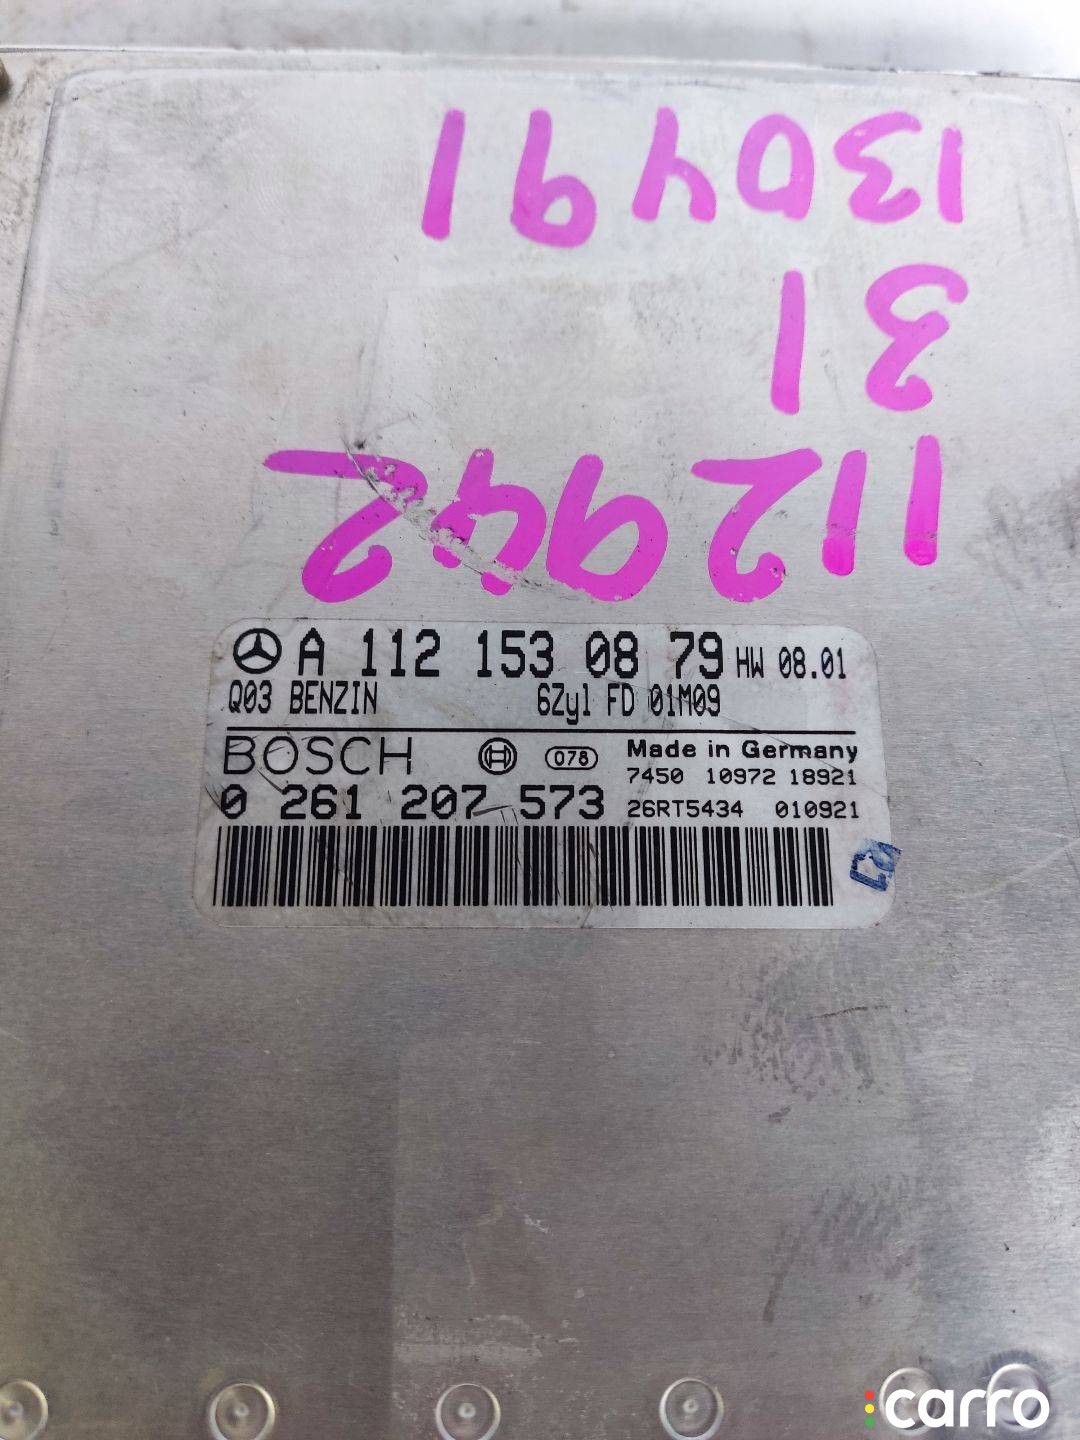 112942
31
130491
A 112 153 08 79 HW 08.01
Q03 BENZIN 6Zyl FD 01M09
BOSCH 078 Made in Germany
7450 10972 18921
0 261 207 573 26RT5434 010921
carro